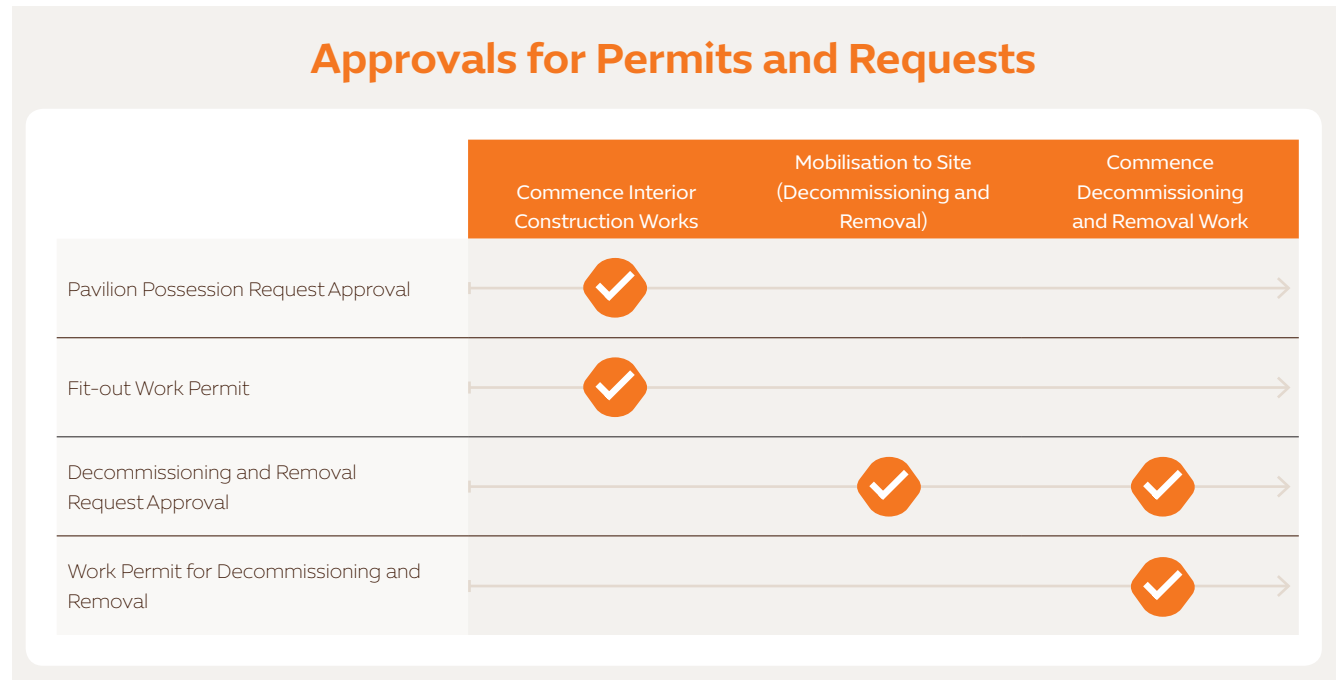 Approvals for Permits and Requests
Commence Interior
Construction Works
Mobilisation to Site
(Decommissioning and
Removal)
Commence
Decommissioning
and Removal Work
Pavilion Possession Request Approval
Fit-out Work Permit
Decommissioning and Removal
Request Approval
Work Permit for Decommissioning and
Removal